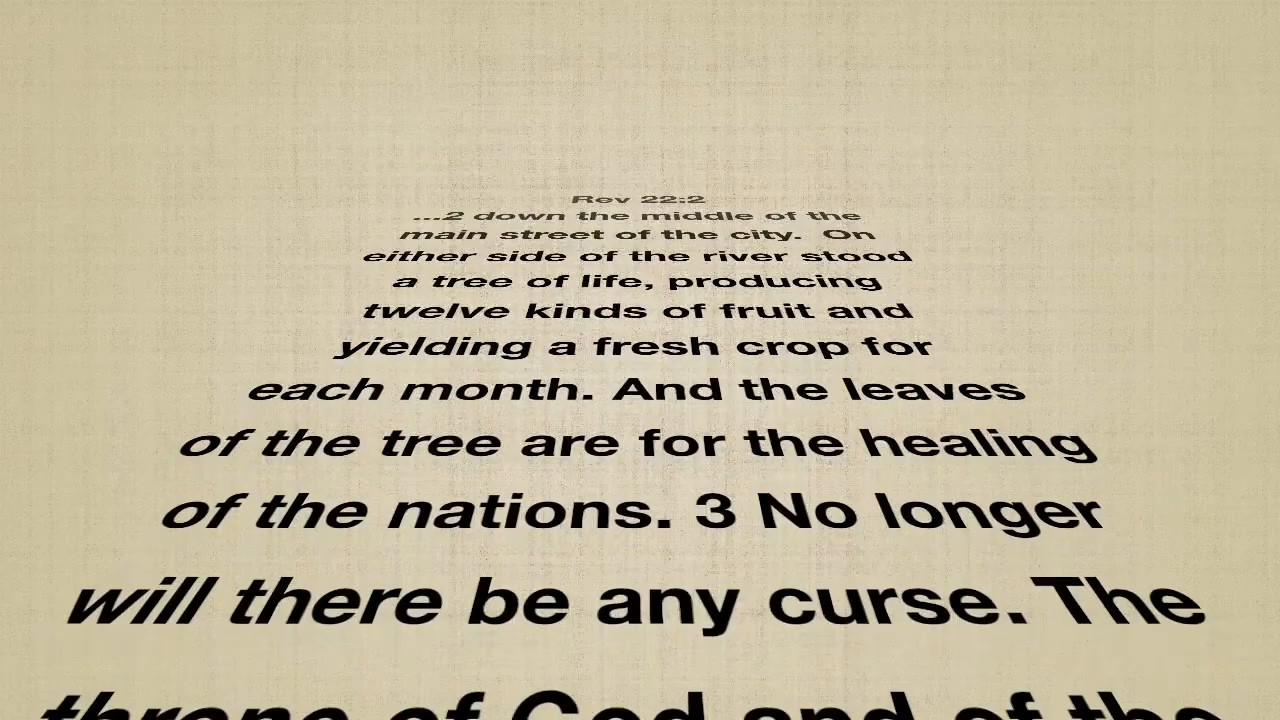 Rev 22:2
...2 down the middle of the
main street of the city.  On
either side of the river stood
a tree of life, producing
twelve kinds of fruit and
yielding a fresh crop for
each month. And the leaves
of the tree are for the healing
of the nations. 3 No longer
will there be any curse. The
throne of God and of the